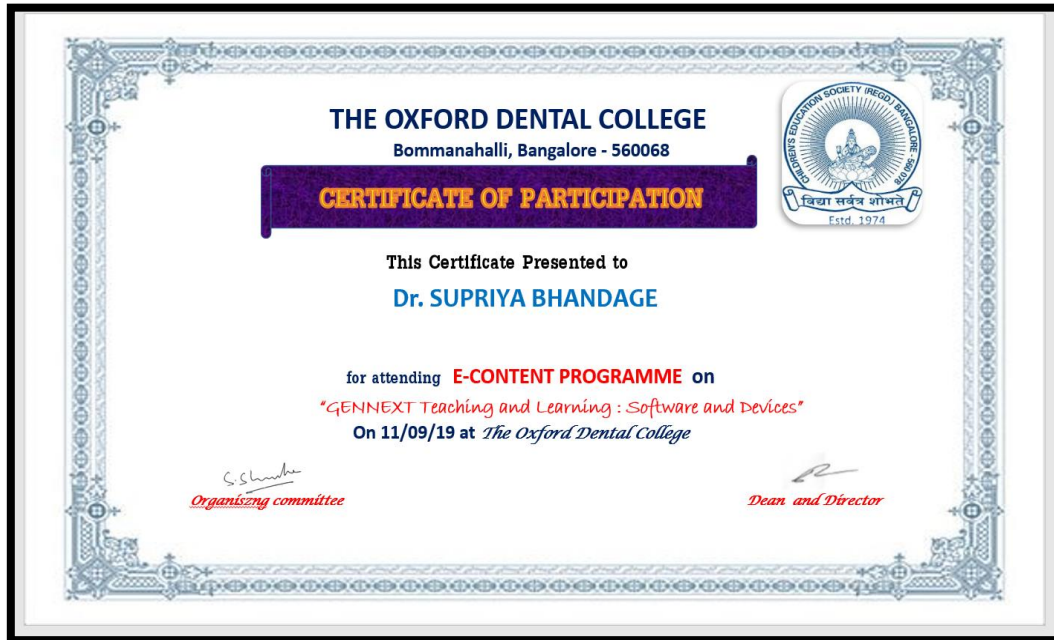 THE OXFORD DENTAL COLLEGE
Bommanahalli, Bangalore - 560068
CERTIFICATE OF PARTICIPATION
CHILDREN'S EDUCATION SOCIETY (REGD.) BANGALORE - 560 078
विद्या सर्वत्र शोभते
Estd. 1974
This Certificate Presented to
Dr. SUPRIYA BHANDAGE
for attending E-CONTENT PROGRAMME on
"GENNEXT Teaching and Learning : Software and Devices"
On 11/09/19 at The Oxford Dental College
Organiszng committee
Dean and Director